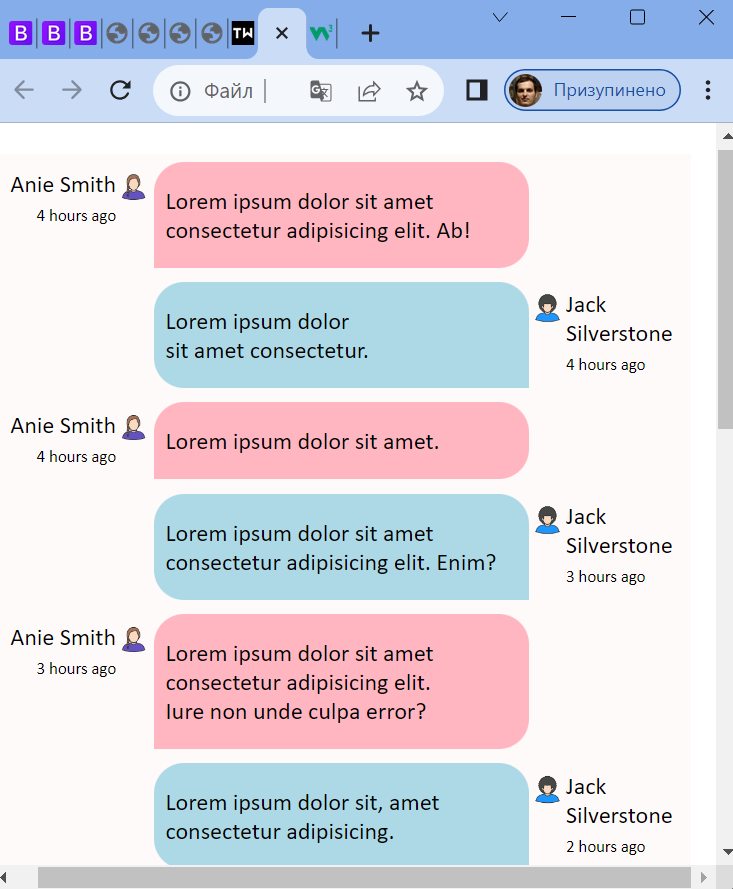 B B B TW W3
Файл
Призупинено
Anie Smith
4 hours ago
Lorem ipsum dolor sit amet
consectetur adipisicing elit. Ab!
Lorem ipsum dolor
sit amet consectetur.
Jack
Silverstone
4 hours ago
Anie Smith
4 hours ago
Lorem ipsum dolor sit amet.
Lorem ipsum dolor sit amet
consectetur adipisicing elit. Enim?
Jack
Silverstone
3 hours ago
Anie Smith
3 hours ago
Lorem ipsum dolor sit amet
consectetur adipisicing elit.
Iure non unde culpa error?
Lorem ipsum dolor sit, amet
consectetur adipisicing.
Jack
Silverstone
2 hours ago